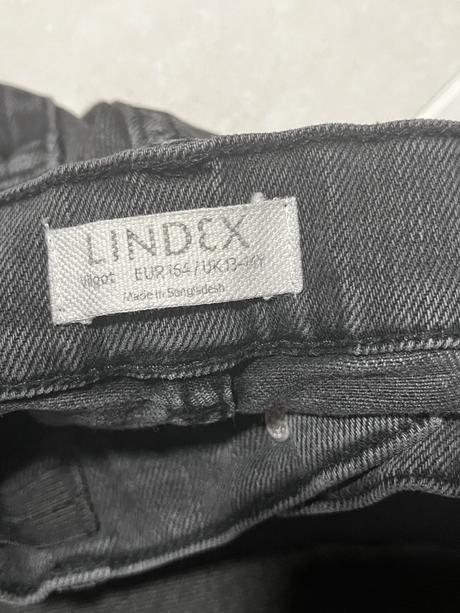 LINDEX
EUR 164 / UK 13-14Y
Made in Bangladesh